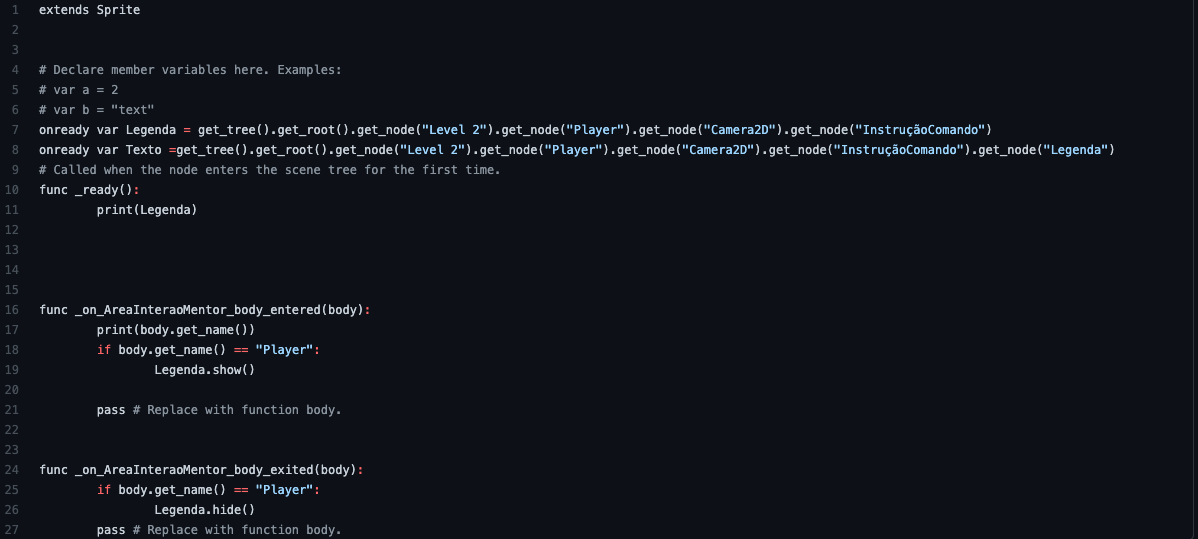 1 extends Sprite
2
3
4 # Declare member variables here. Examples:
5 # var a = 2
6 # var b = "text"
7 onready var Legenda = get_tree().get_root().get_node("Level 2").get_node("Player").get_node("Camera2D").get_node("InstruçãoComando")
8 onready var Texto =get_tree().get_root().get_node("Level 2").get_node("Player").get_node("Camera2D").get_node("InstruçãoComando").get_node("Legenda")
9 # Called when the node enters the scene tree for the first time.
10 func _ready():
11 print(Legenda)
12
13
14
15
16 func _on_AreaInteraoMentor_body_entered(body):
17 print(body.get_name())
18 if body.get_name() == "Player":
19 Legenda.show()
20
21 pass # Replace with function body.
22
23
24 func _on_AreaInteraoMentor_body_exited(body):
25 if body.get_name() == "Player":
26 Legenda.hide()
27 pass # Replace with function body.